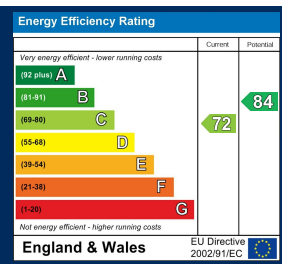 Energy Efficiency Rating
Current Potential
Very energy efficient - lower running costs
(92 plus) A
(81-91) B
84
(69-80) C
72
(55-68) D
(39-54) E
(21-38) F
(1-20) G
Not energy efficient - higher running costs
England & Wales
EU Directive
2002/91/EC